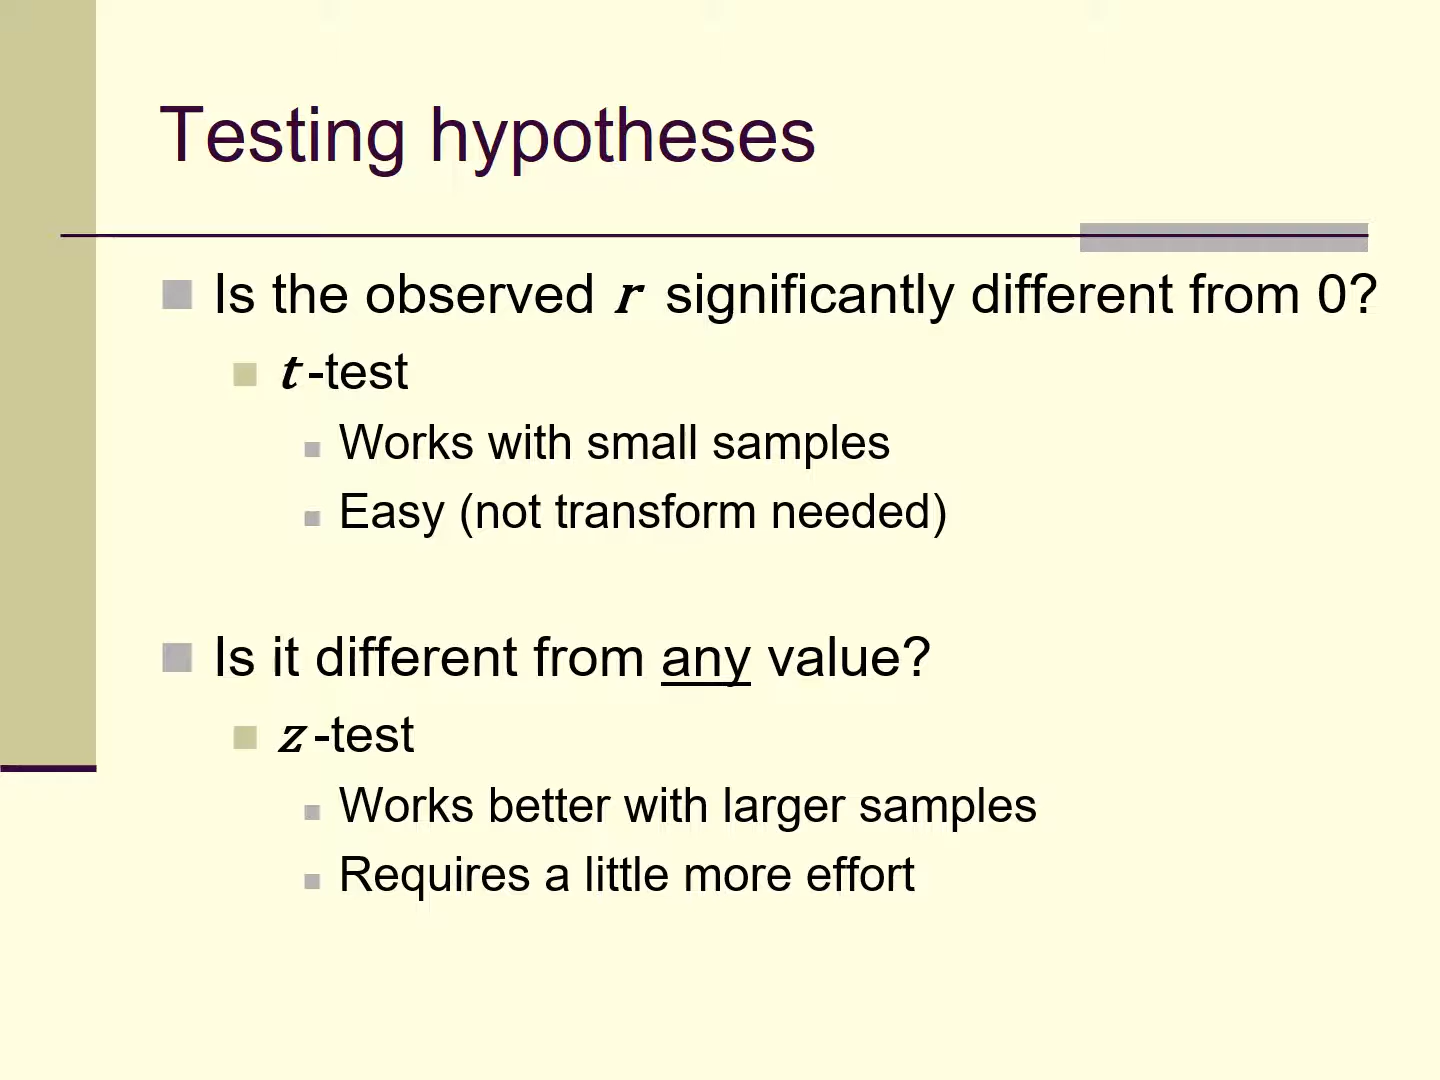 Testing hypotheses
Is the observed r significantly different from 0?
t-test
Works with small samples
Easy (not transform needed)
Is it different from any value?
z-test
Works better with larger samples
Requires a little more effort